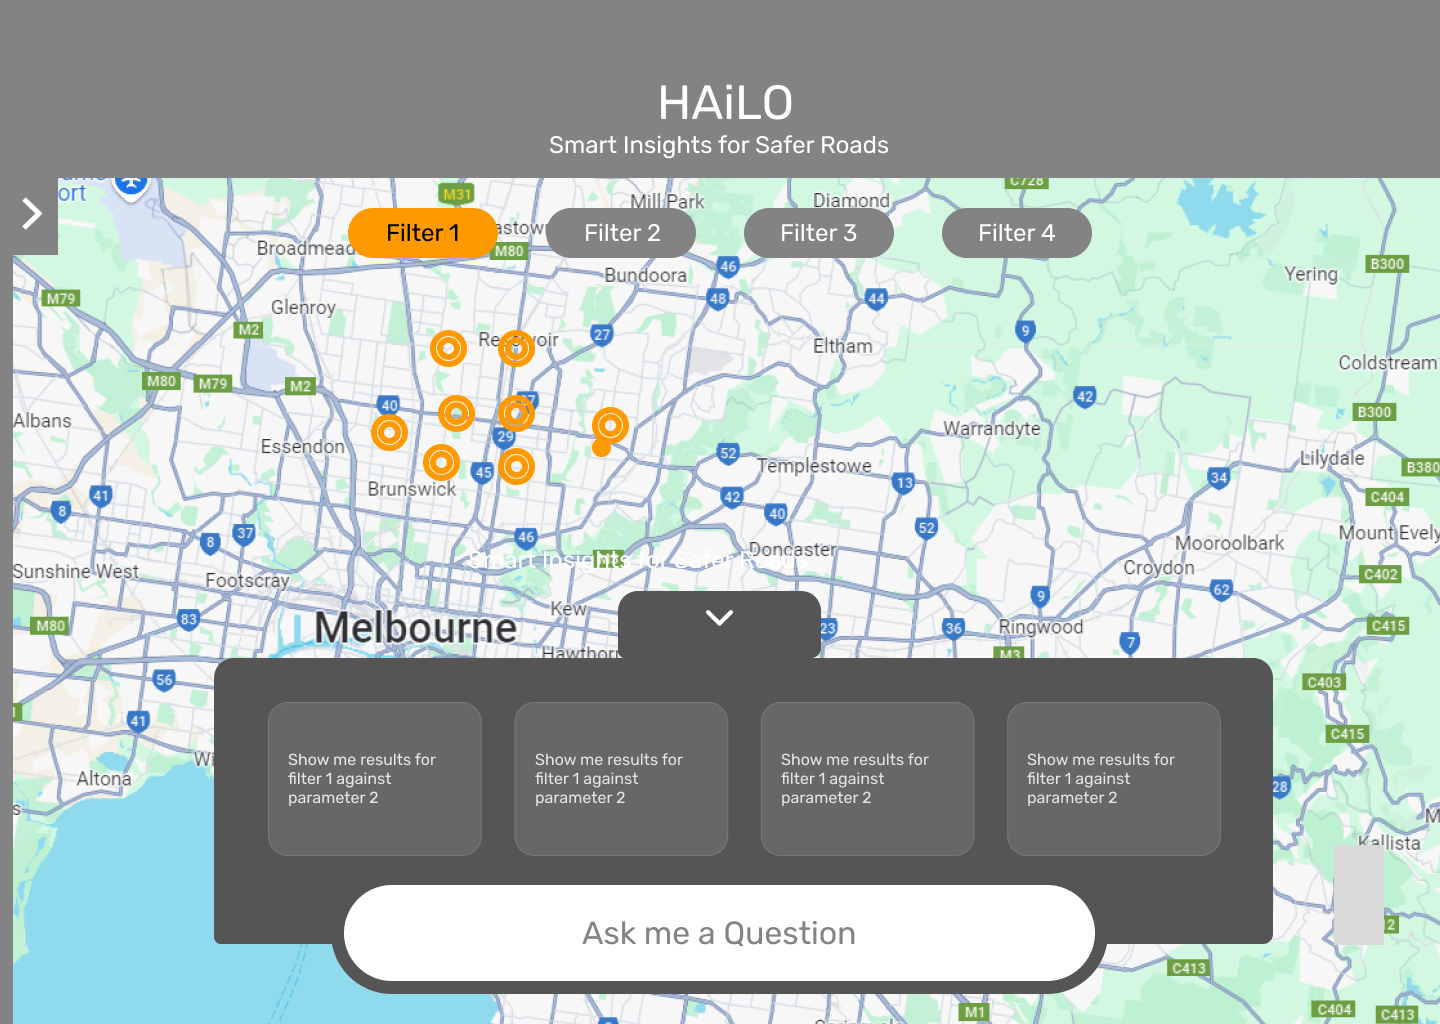 HAiLO
Smart Insights for Safer Roads
ort
M31
Mill Park
Diamond
C728
Filter 1
Filter 2
Filter 3
Filter 4
Broadmead
M80
46
Bundoora
Yering
B300
M79
48
44
Glenroy
M2
27
9
Reservoir
Eltham
Coldstream
M80
M79
M2
40
42
B300
Albans
29
Warrandyte
Essendon
52
Templestowe
Lilydale
B380
45
13
34
Brunswick
41
42
C404
8
40
52
37
46
Mount Evely
8
Smart Insights for Safer Roads
Doncaster
Mooroolbark
Sunshine West
Footscray
Croydon
C402
62
Kew
9
83
M80
Melbourne
23
36
Ringwood
C415
7
Hawthorn
M3
56
C403
41
C415
Show me results for
filter 1 against
parameter 2
Show me results for
filter 1 against
parameter 2
Show me results for
filter 1 against
parameter 2
Show me results for
filter 1 against
parameter 2
Altona
28
Kallista
Ask me a Question
C413
M1
C404
C413